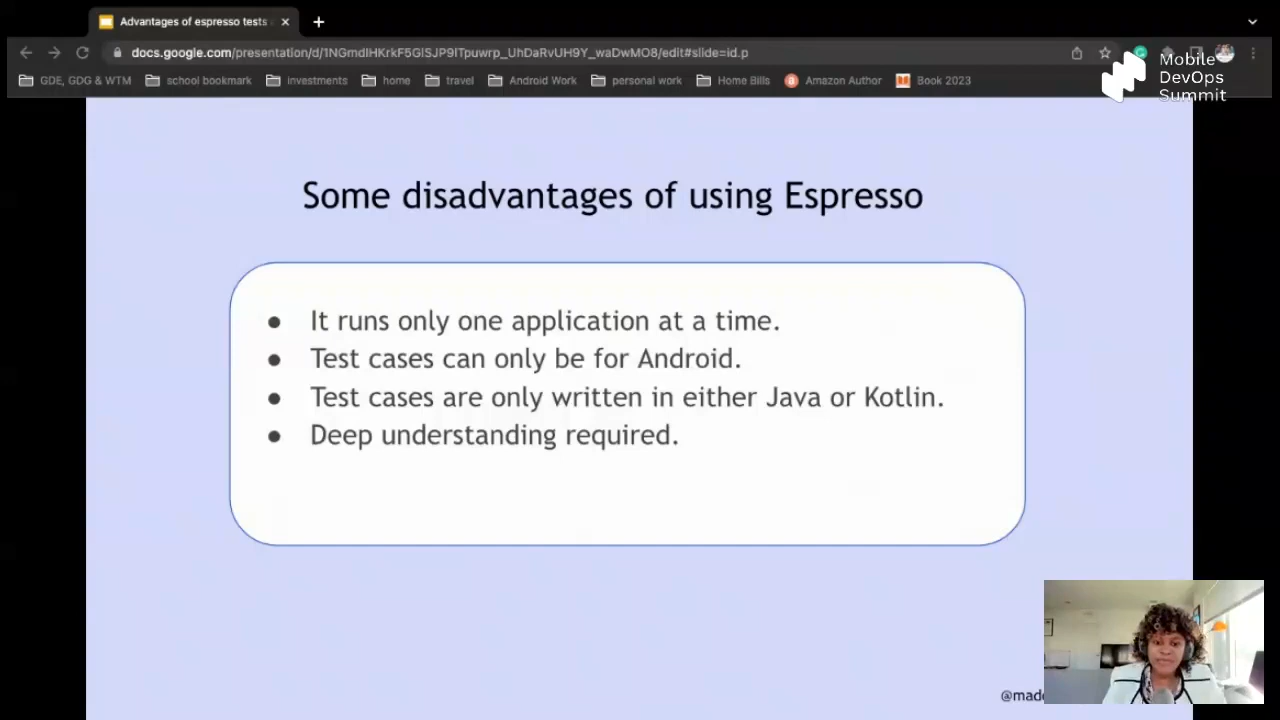 Advantages of espresso tests
docs.google.com/presentation/d/1NGmdIHKrkF5GlSJP9ITpuwrp_UhDaRvUH9Y_waDwMO8/edit#slide=id.p
GDE, GDG & WTM school bookmark investments home travel Android Work personal work Home Bills Amazon Author Book 2023
Mobile
DevOps
Summit
Some disadvantages of using Espresso
● It runs only one application at a time.
● Test cases can only be for Android.
● Test cases are only written in either Java or Kotlin.
● Deep understanding required.
@made